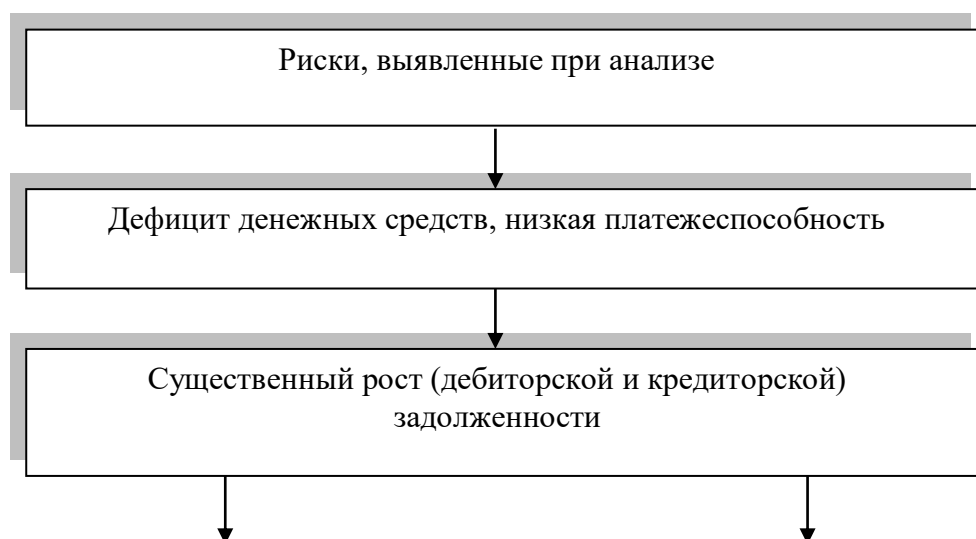 Риски, выявленные при анализе
Дефицит денежных средств, низкая платежеспособность
Существенный рост (дебиторской и кредиторской)
задолженности